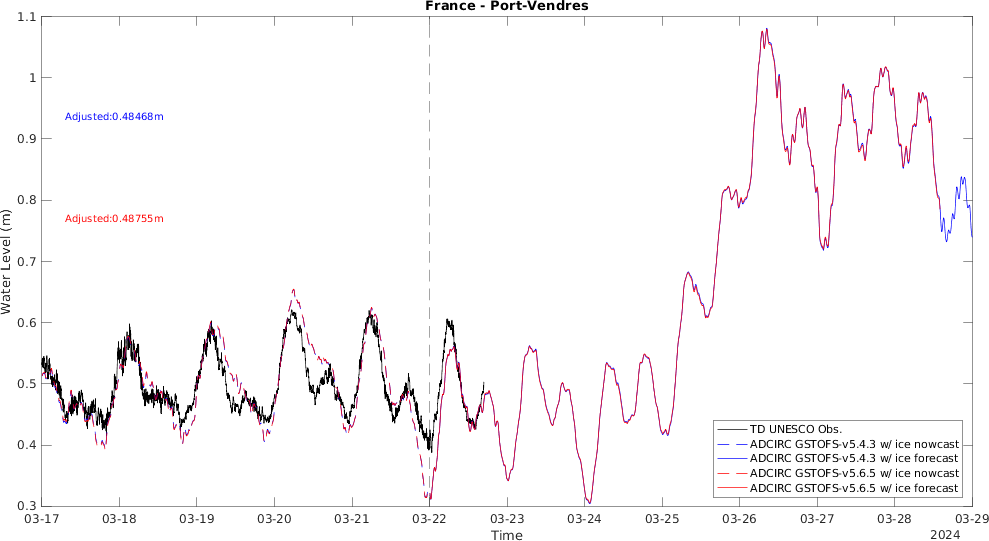 France - Port-Vendres
1.1
1
0.9
0.8
0.7
0.6
0.5
0.4
0.3
Water Level (m)
Adjusted:0.48468m
Adjusted:0.48755m
TD UNESCO Obs.
ADCIRC GSTOFS-v5.4.3 w/ ice nowcast
ADCIRC GSTOFS-v5.4.3 w/ ice forecast
ADCIRC GSTOFS-v5.6.5 w/ ice nowcast
ADCIRC GSTOFS-v5.6.5 w/ ice forecast
03-17 03-18 03-19 03-20 03-21 03-22 03-23 03-24 03-25 03-26 03-27 03-28 03-29
Time
2024